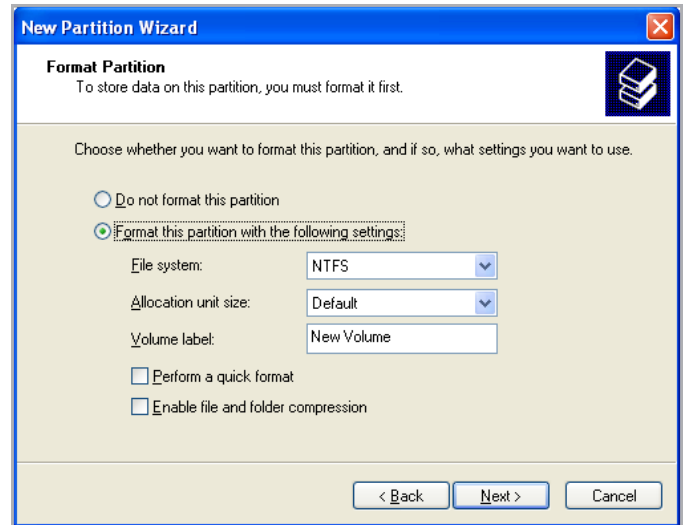 New Partition Wizard
Format Partition
To store data on this partition, you must format it first.
Choose whether you want to format this partition, and if so, what settings you want to use.
Do not format this partition
Format this partition with the following settings:
File system:
NTFS
Allocation unit size:
Default
Volume label:
New Volume
Perform a quick format
Enable file and folder compression
< Back
Next >
Cancel